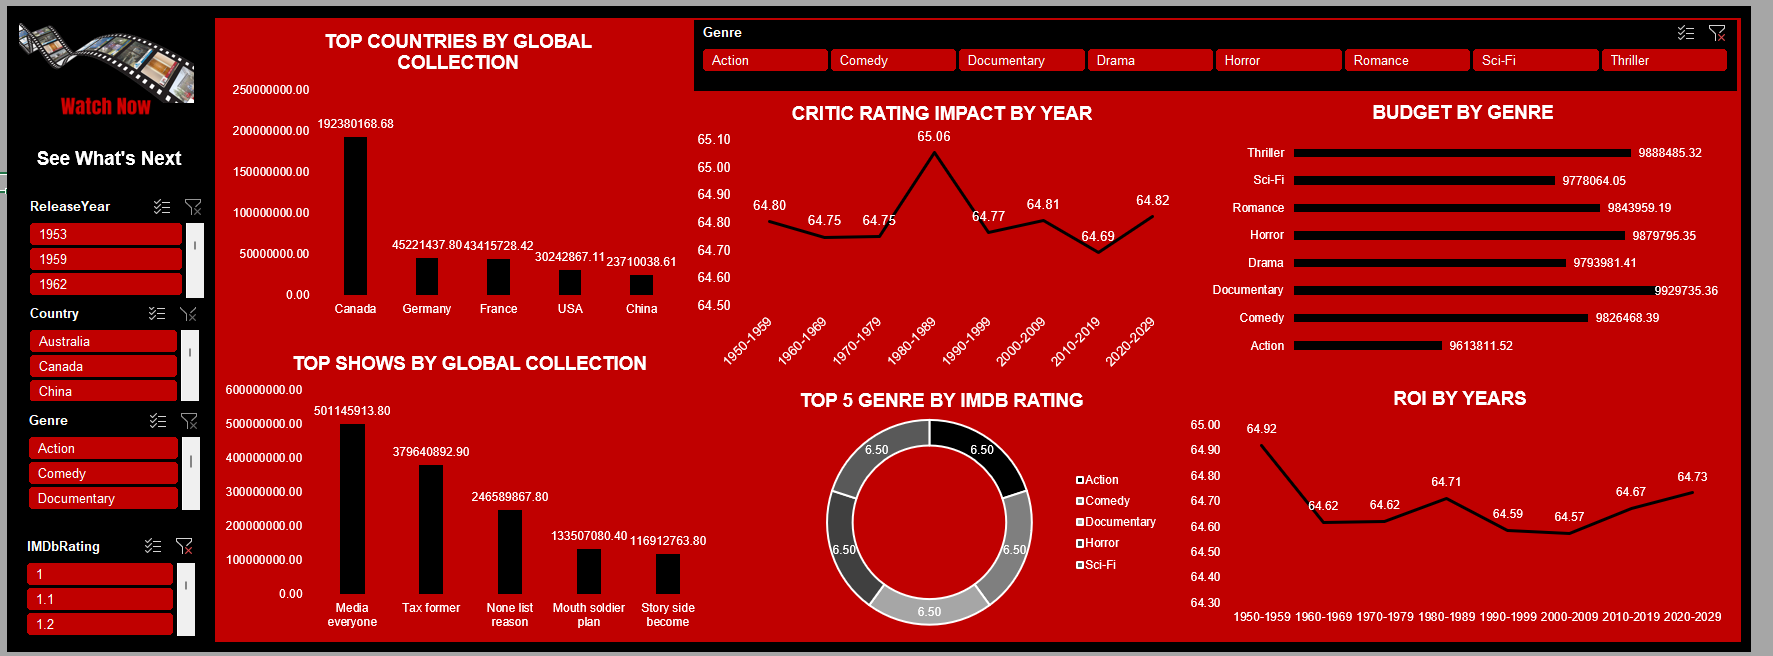 Watch Now
See What's Next
ReleaseYear
1953
1959
1962
Country
Australia
Canada
China
Genre
Action
Comedy
Documentary
IMDbRating
1
1.1
1.2
TOP COUNTRIES BY GLOBAL
COLLECTION
250000000.00
200000000.00
150000000.00
100000000.00
50000000.00
0.00
192380168.68
45221437.80
43415728.42
30242867.11
23710038.61
Canada
Germany
France
USA
China
TOP SHOWS BY GLOBAL COLLECTION
600000000.00
500000000.00
400000000.00
300000000.00
200000000.00
100000000.00
0.00
501145913.80
379640892.90
246589867.80
133507080.40
116912763.80
Media
everyone
Tax former
None list
reason
Mouth soldier
plan
Story side
become
Genre
Action
Comedy
Documentary
Drama
Horror
Romance
Sci-Fi
Thriller
CRITIC RATING IMPACT BY YEAR
65.10
65.00
64.90
64.80
64.70
64.60
64.50
64.80
64.75
64.75
65.06
64.77
64.81
64.69
64.82
1950-1959
1960-1969
1970-1979
1980-1989
1990-1999
2000-2009
2010-2019
2020-2029
BUDGET BY GENRE
Thriller 9888485.32
Sci-Fi 9778064.05
Romance 9843959.19
Horror 9879795.35
Drama 9793981.41
Documentary 9929735.36
Comedy 9826468.39
Action 9613811.52
TOP 5 GENRE BY IMDB RATING
6.50
6.50
6.50
6.50
6.50
Action
Comedy
Documentary
Horror
Sci-Fi
ROI BY YEARS
65.00
64.90
64.80
64.70
64.60
64.50
64.40
64.30
64.92
64.62
64.62
64.71
64.59
64.57
64.67
64.73
1950-1959 1960-1969 1970-1979 1980-1989 1990-1999 2000-2009 2010-2019 2020-2029